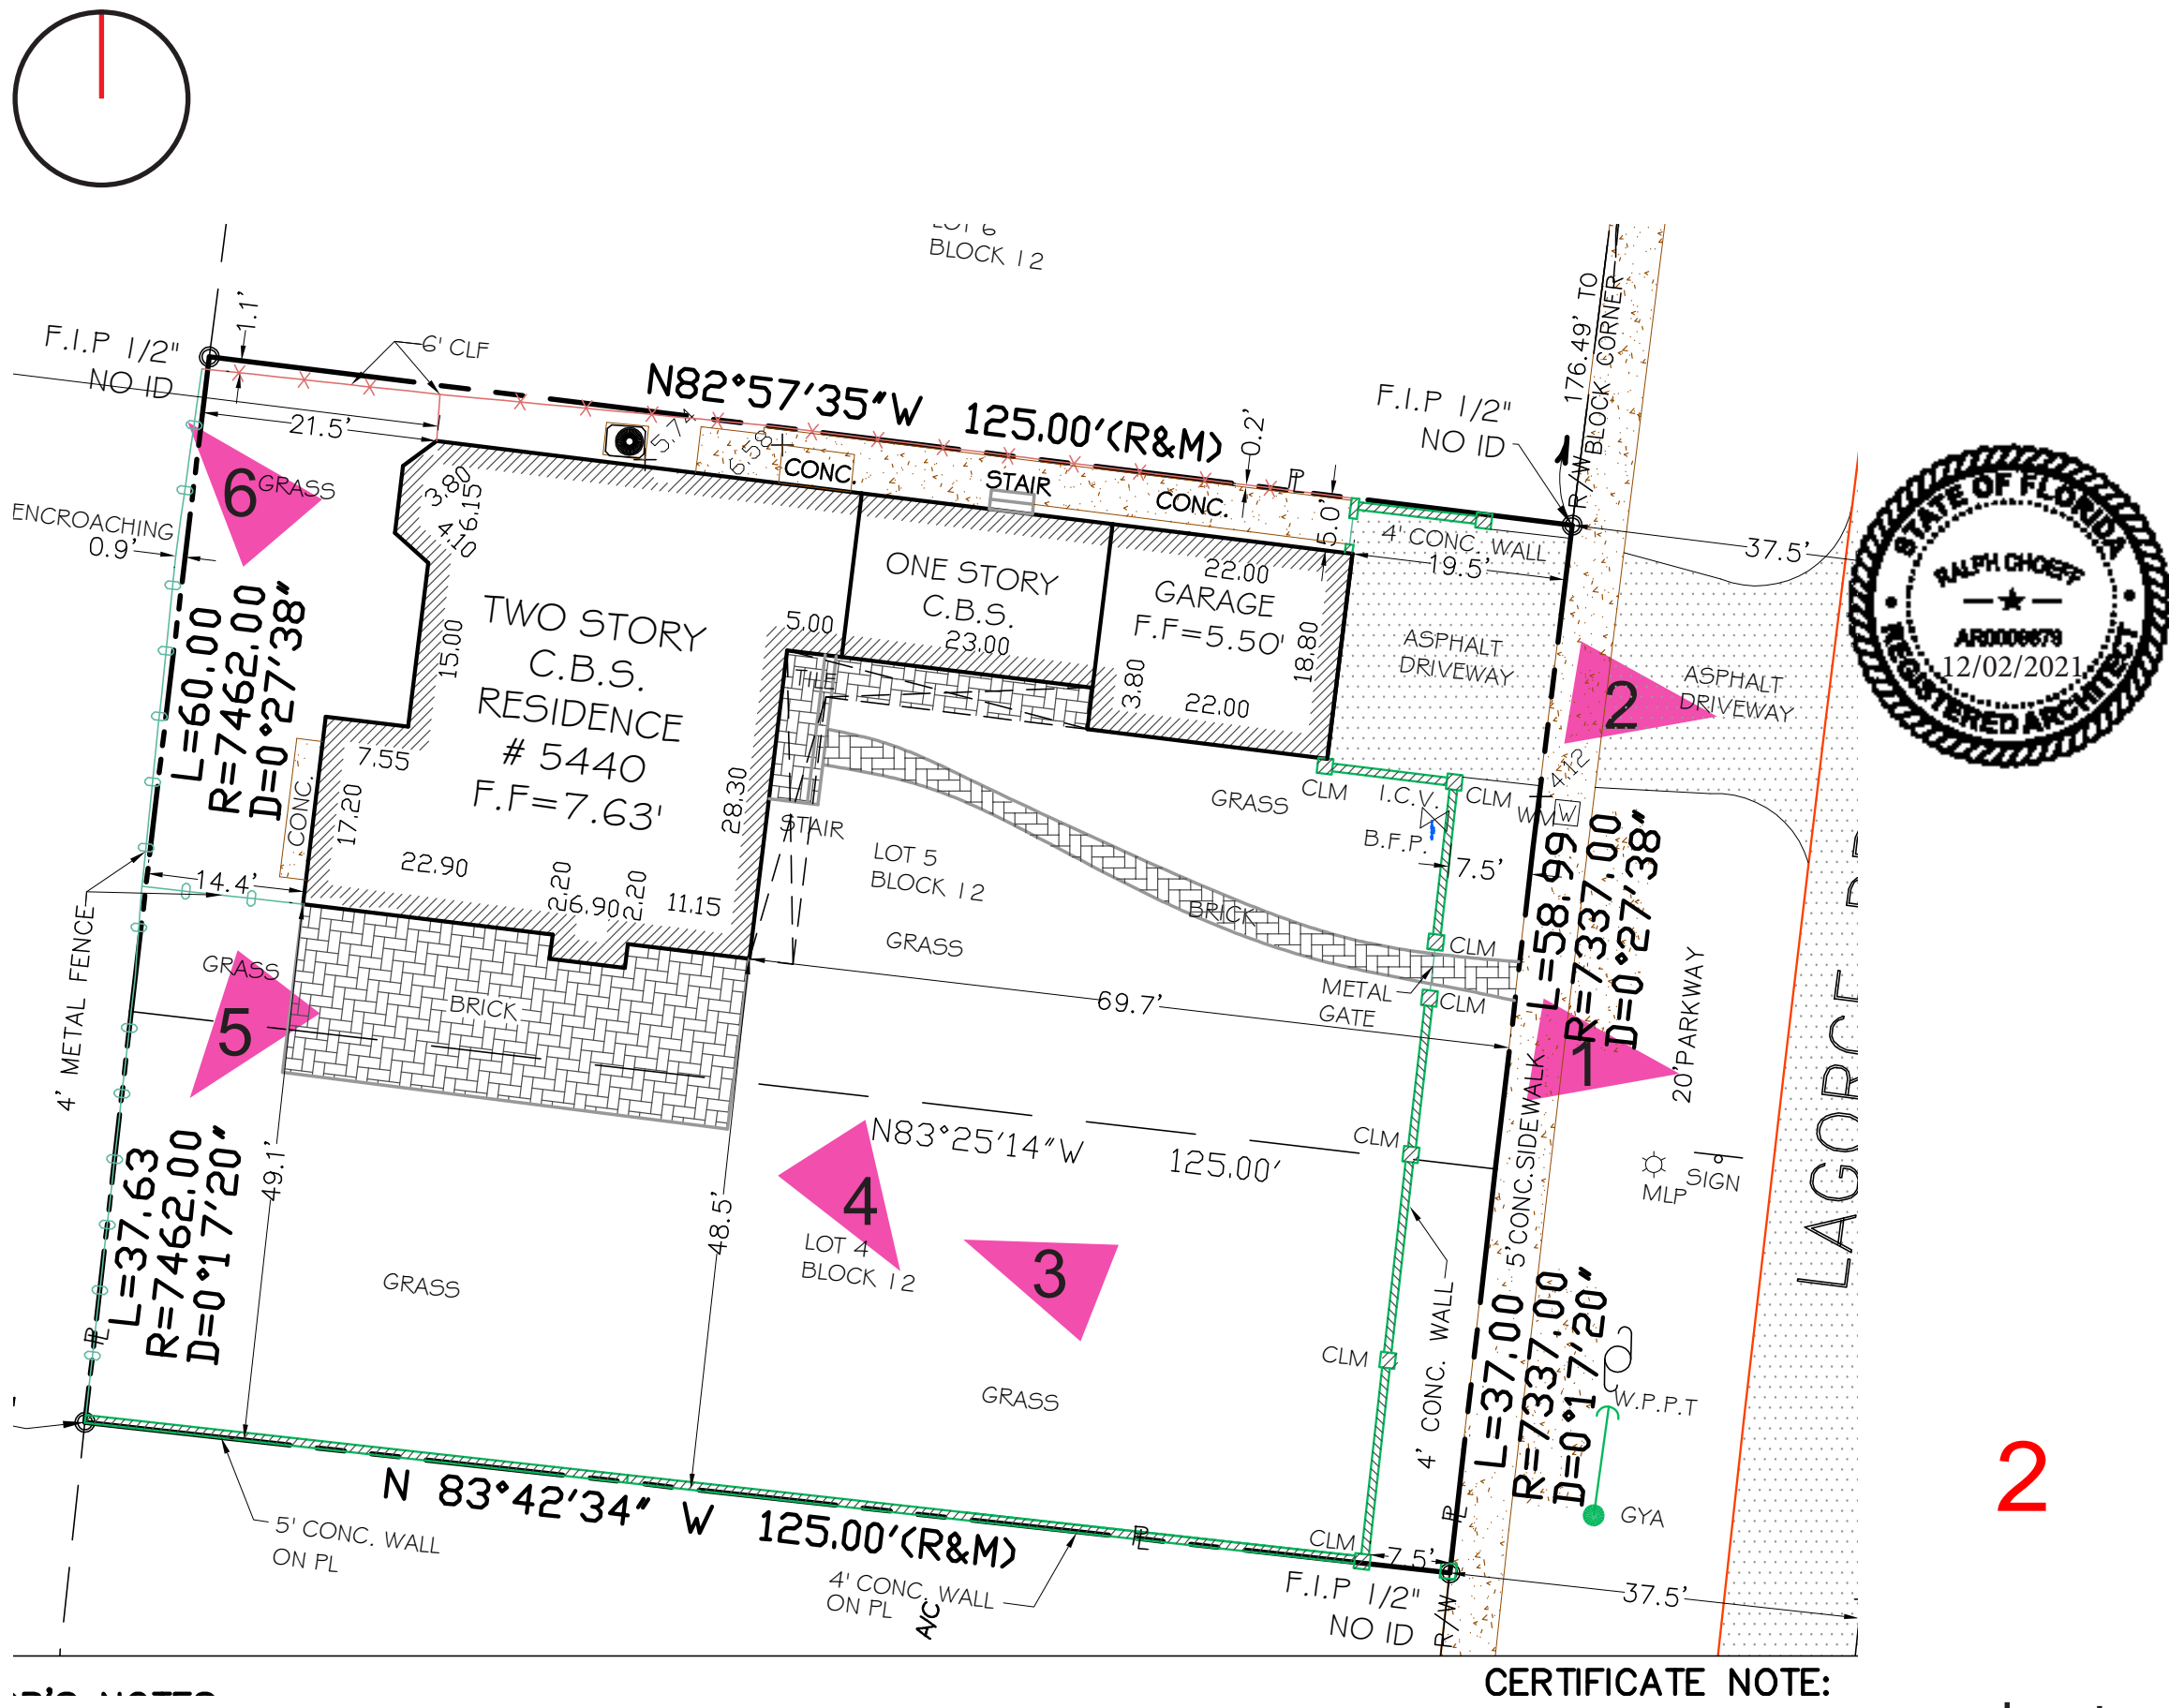 BLOCK 12
1.1'
F.I.P 1/2"
NO ID
6' CLF
N82°57'35"W 125.00'(R&M)
176.49' TO
BLOCK CORNER
R/W
F.I.P 1/2"
NO ID
21.5'
5.74
6.58
CONC.
STAIR
CONC.
0.2'
PL
5.0'
4' CONC. WALL
19.5'
37.5'
STATE OF FLORIDA
RALPH CHOEFF
AR0009679
12/02/2021
REGISTERED ARCHITECT
6
GRASS
ENCROACHING
0.9'
3.80
6.15
4.10
15.00
TWO STORY
C.B.S.
RESIDENCE
# 5440
F.F=7.63'
5.00
ONE STORY
C.B.S.
23.00
22.00
GARAGE
F.F=5.50'
18.80
3.80
22.00
ASPHALT
DRIVEWAY
2
ASPHALT
DRIVEWAY
4.12
L=60.00
R=7462.00
D=0°27'38"
7.55
CONC.
17.20
28.30
TILE
STAIR
GRASS
CLM
I.C.V.
CLM
WM
W
B.F.P.
7.5'
L=58.99
R=7337.00
D=0°27'38"
14.4'
22.90
2.20
6.90
2.20
11.15
LOT 5
BLOCK 12
BRICK
GRASS
CLM
METAL
GATE
CLM
4' METAL FENCE
GRASS
5
BRICK
69.7'
1
20'PARKWAY
5'CONC.SIDEWALK
N83°25'14"W
125.00'
CLM
MLP
SIGN
LAGORCE
L=37.63
R=7462.00
D=0°17'20"
49.1'
48.5'
4
LOT 4
BLOCK 12
3
GRASS
GRASS
CLM
4' CONC. WALL
L=37.00
R=7337.00
D=0°17'20"
W.P.P.T
PL
GYA
2
N 83°42'34" W 125.00'(R&M)
5' CONC. WALL
ON PL
4' CONC. WALL
ON PL
A/C
PL
CLM
7.5'
PL
F.I.P 1/2"
NO ID
R/W
37.5'
CERTIFICATE NOTE: